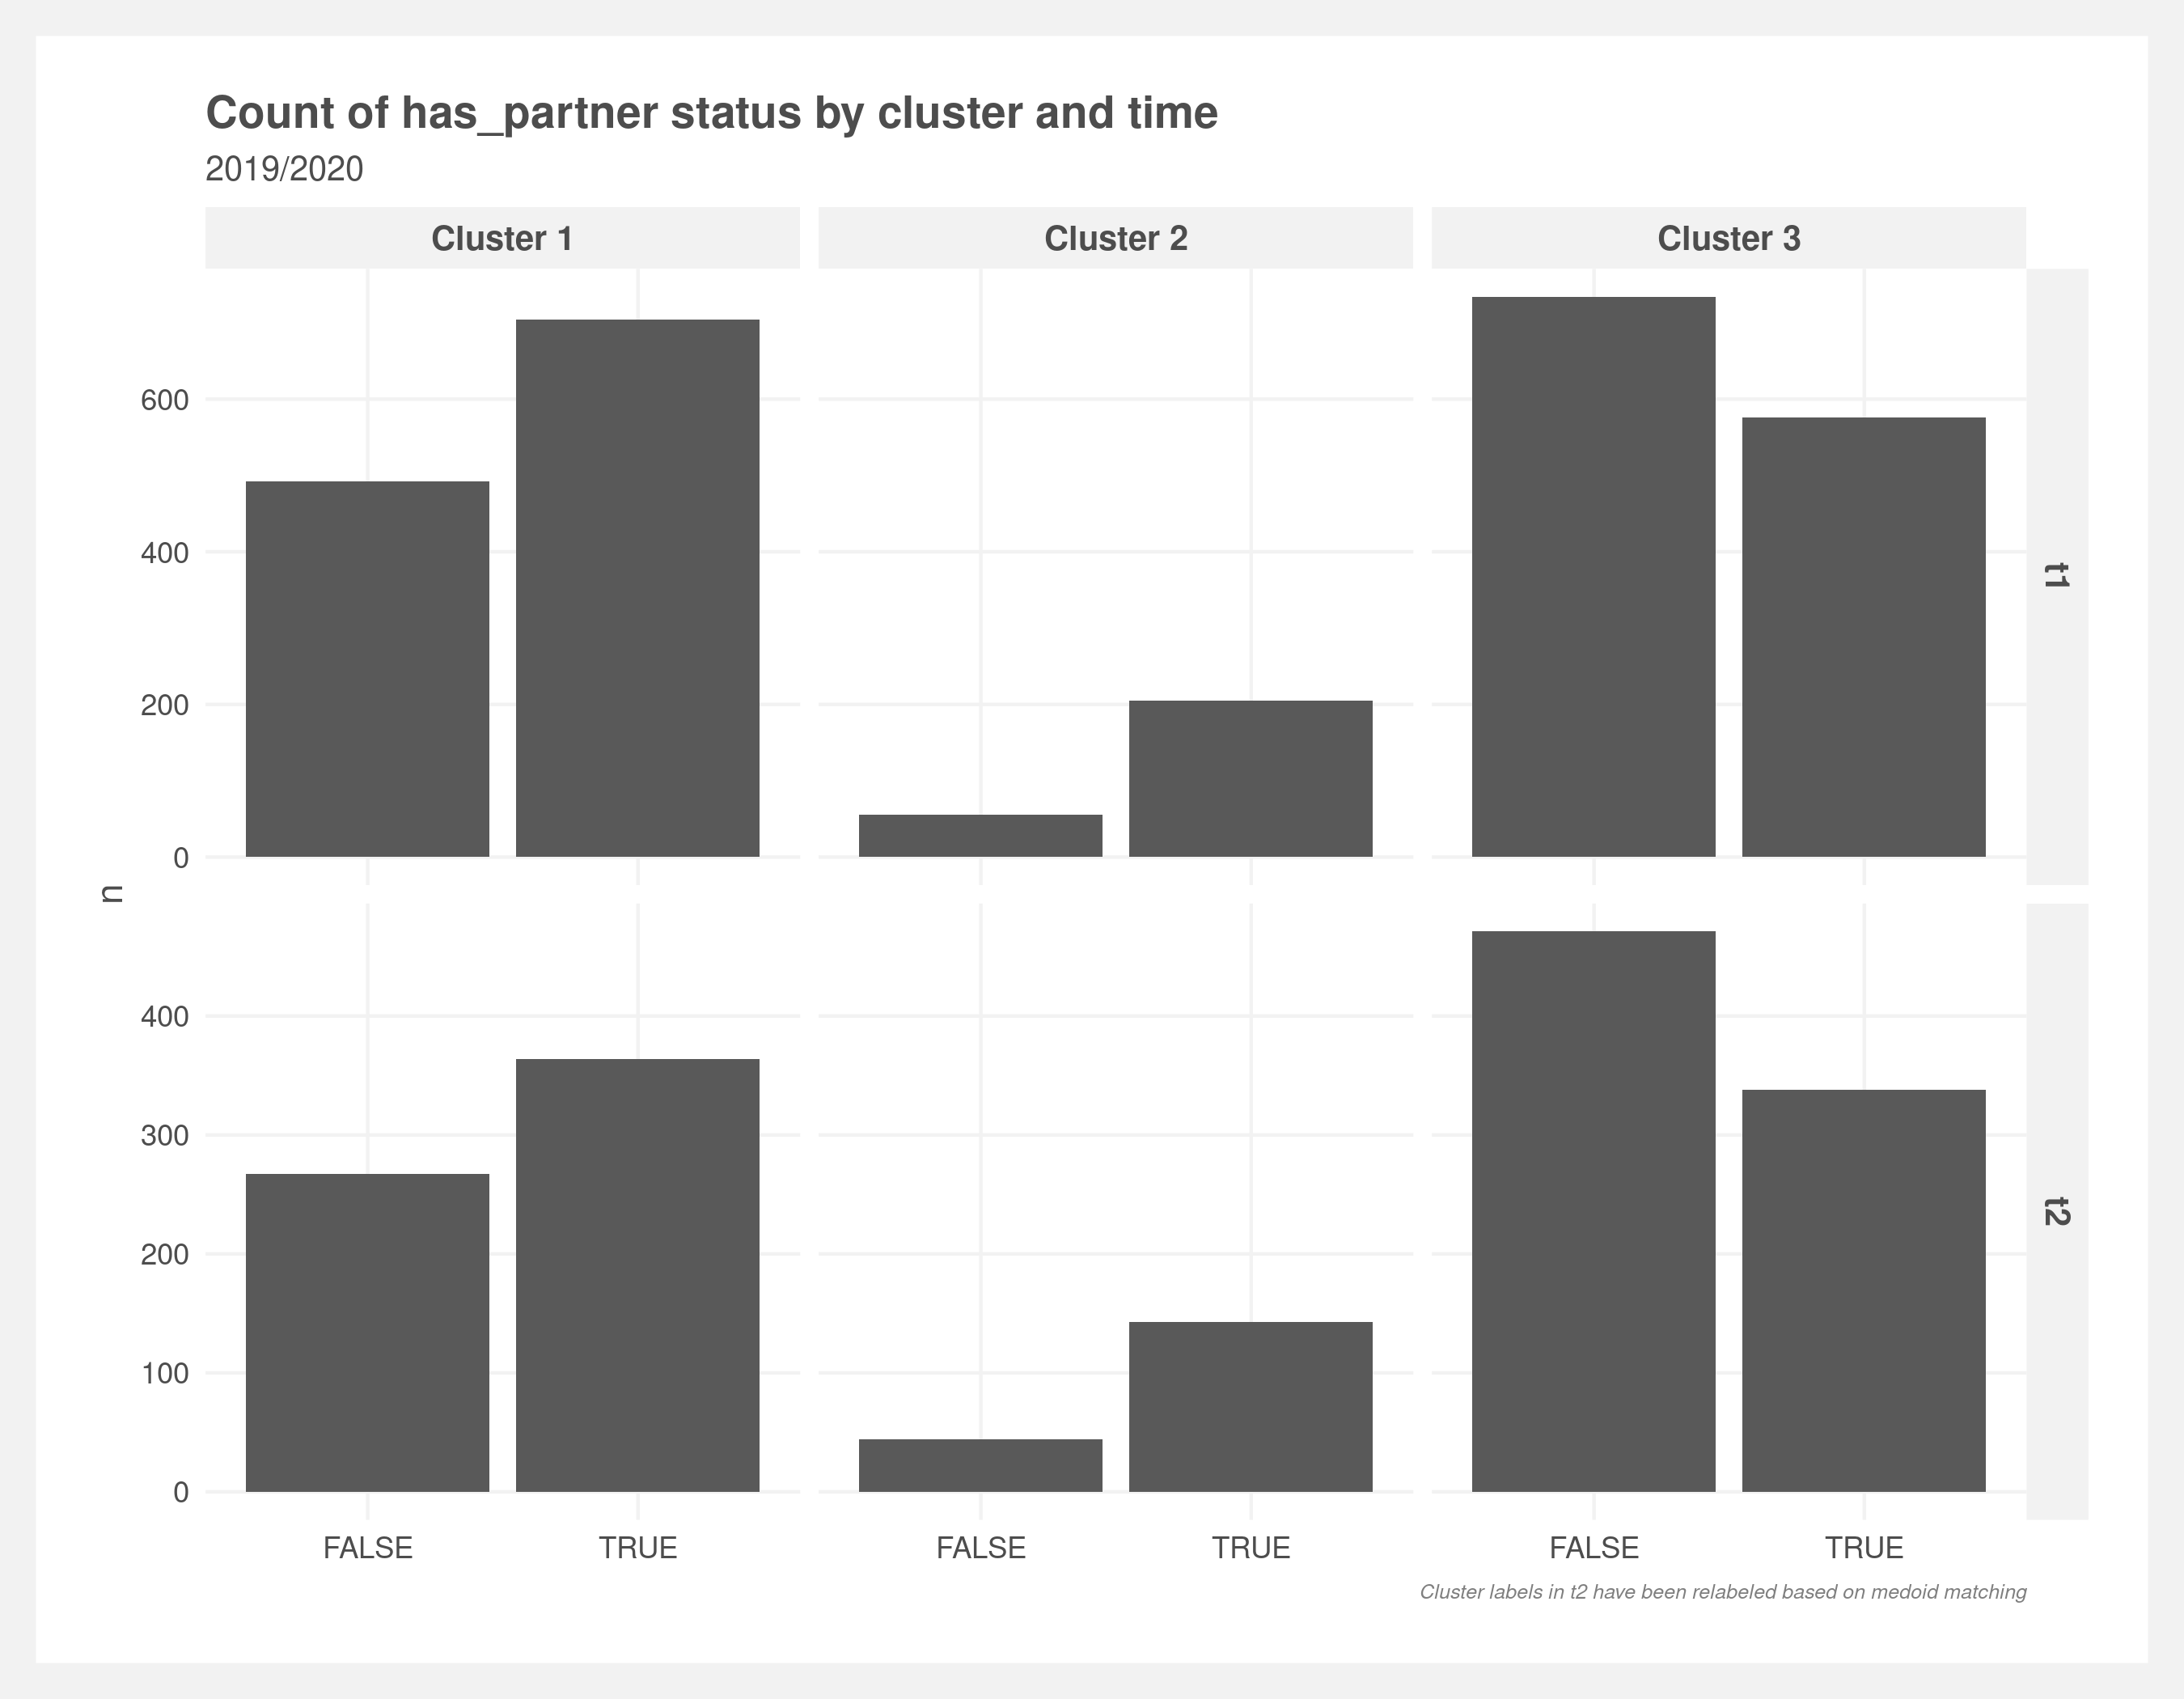 Count of has_partner status by cluster and time
2019/2020
Cluster 1
Cluster 2
Cluster 3
600
400
200
0
t1
n
400
300
200
100
0
t2
FALSE TRUE FALSE TRUE FALSE TRUE
Cluster labels in t2 have been relabeled based on medoid matching